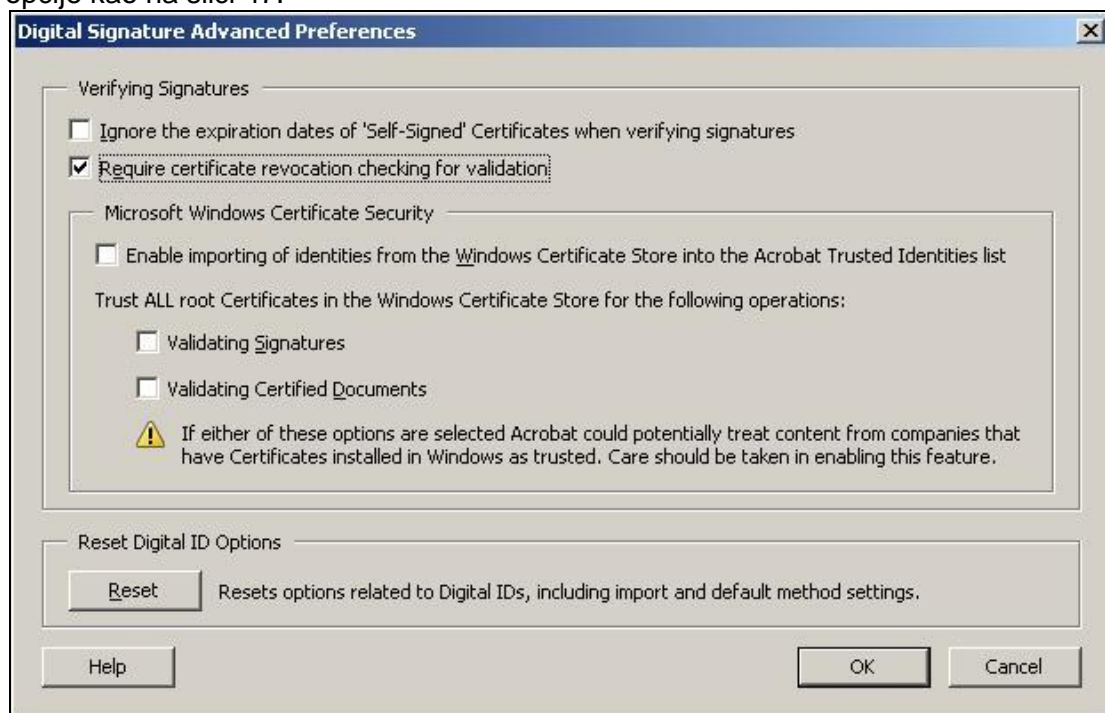 opcije kao na slici 47.
Digital Signature Advanced Preferences
Verifying Signatures
Ignore the expiration dates of 'Self-Signed' Certificates when verifying signatures
Require certificate revocation checking for validation
Microsoft Windows Certificate Security
Enable importing of identities from the Windows Certificate Store into the Acrobat Trusted Identities list
Trust ALL root Certificates in the Windows Certificate Store for the following operations:
Validating Signatures
Validating Certified Documents
If either of these options are selected Acrobat could potentially treat content from companies that
have Certificates installed in Windows as trusted. Care should be taken in enabling this feature.
Reset Digital ID Options
Reset
Resets options related to Digital IDs, including import and default method settings.
Help
OK
Cancel